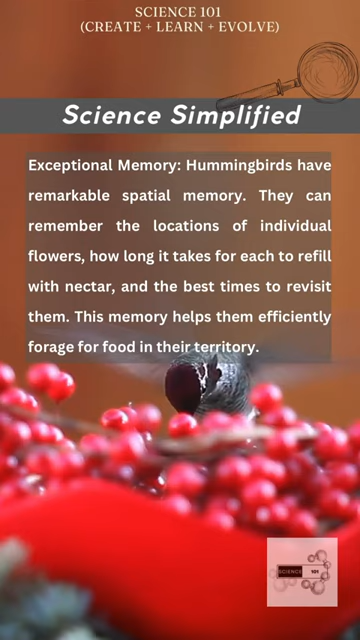 SCIENCE 101
(CREATE + LEARN + EVOLVE)
Science Simplified
Exceptional Memory: Hummingbirds have
remarkable spatial memory. They can
remember the locations of individual
flowers, how long it takes for each to refill
with nectar, and the best times to revisit
them. This memory helps them efficiently
forage for food in their territory.
SCIENCE 101